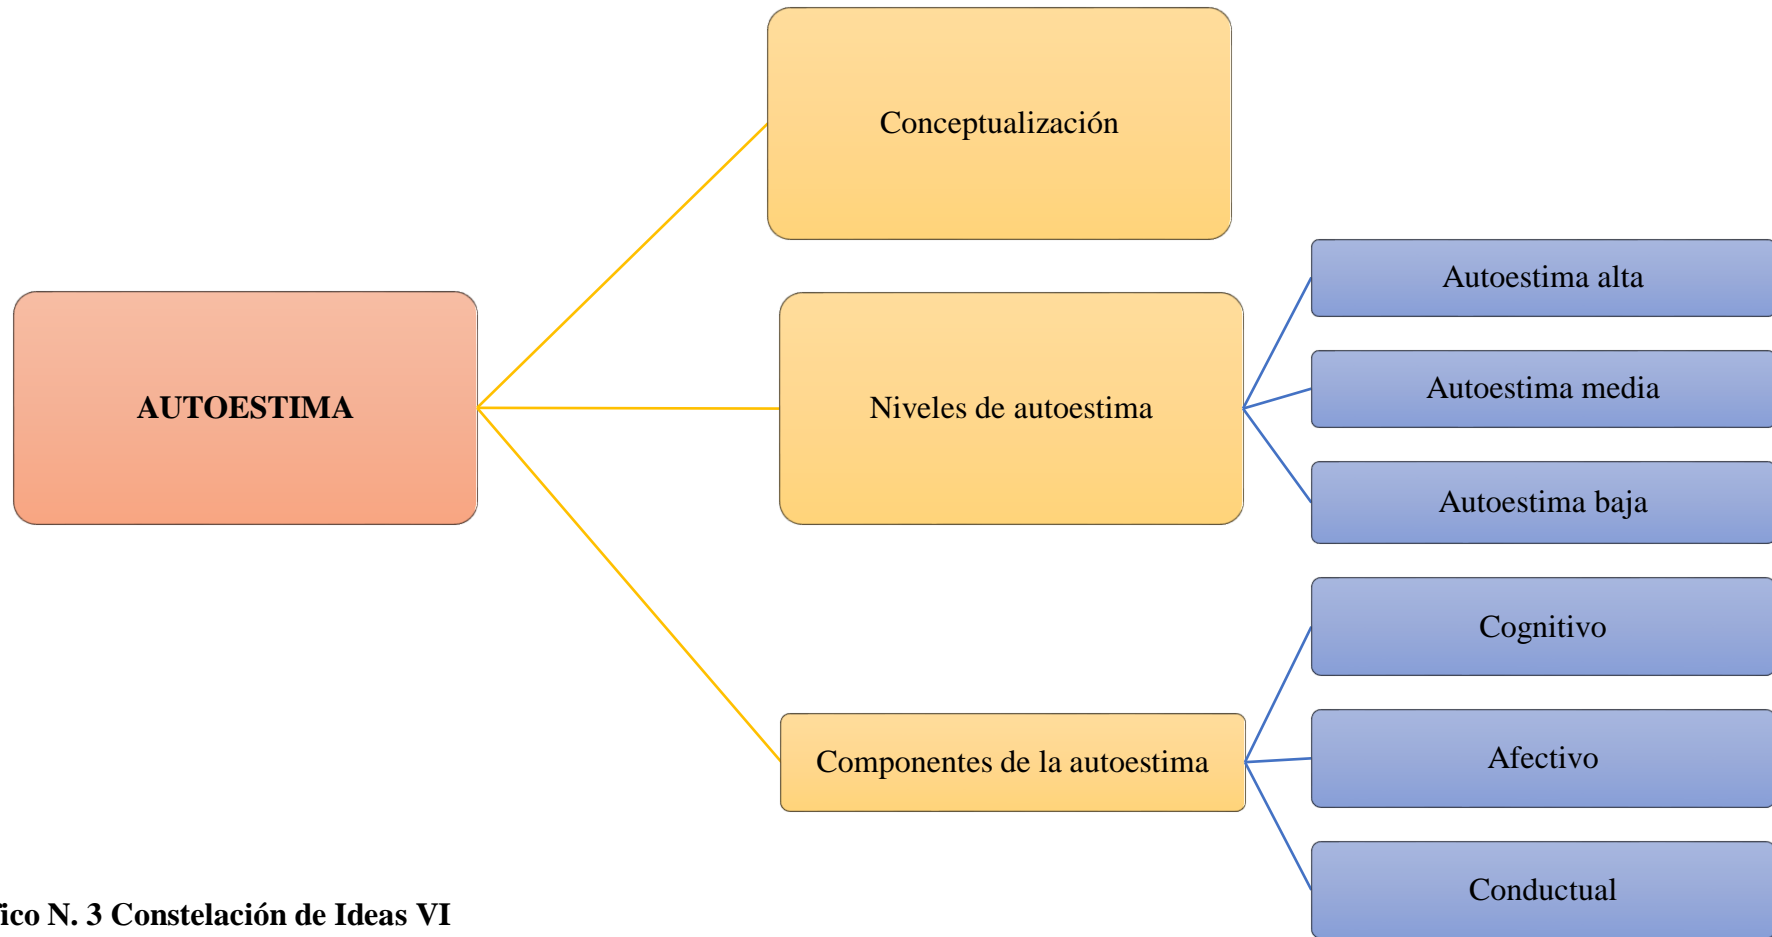 AUTOESTIMA
Conceptualización
Niveles de autoestima
Autoestima alta
Autoestima media
Autoestima baja
Componentes de la autoestima
Cognitivo
Afectivo
Conductual
N. 3 Constelación de Ideas VI